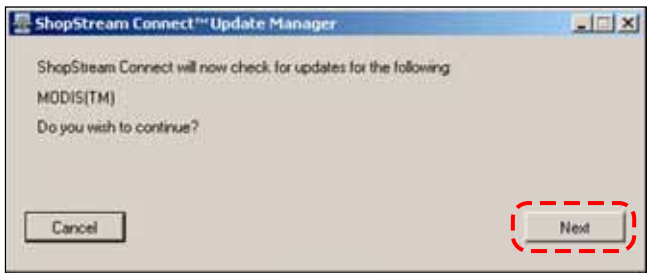 ShopStream Connect™ Update Manager
ShopStream Connect will now check for updates for the following:
MODIS(TM)
Do you wish to continue?
Cancel
Next